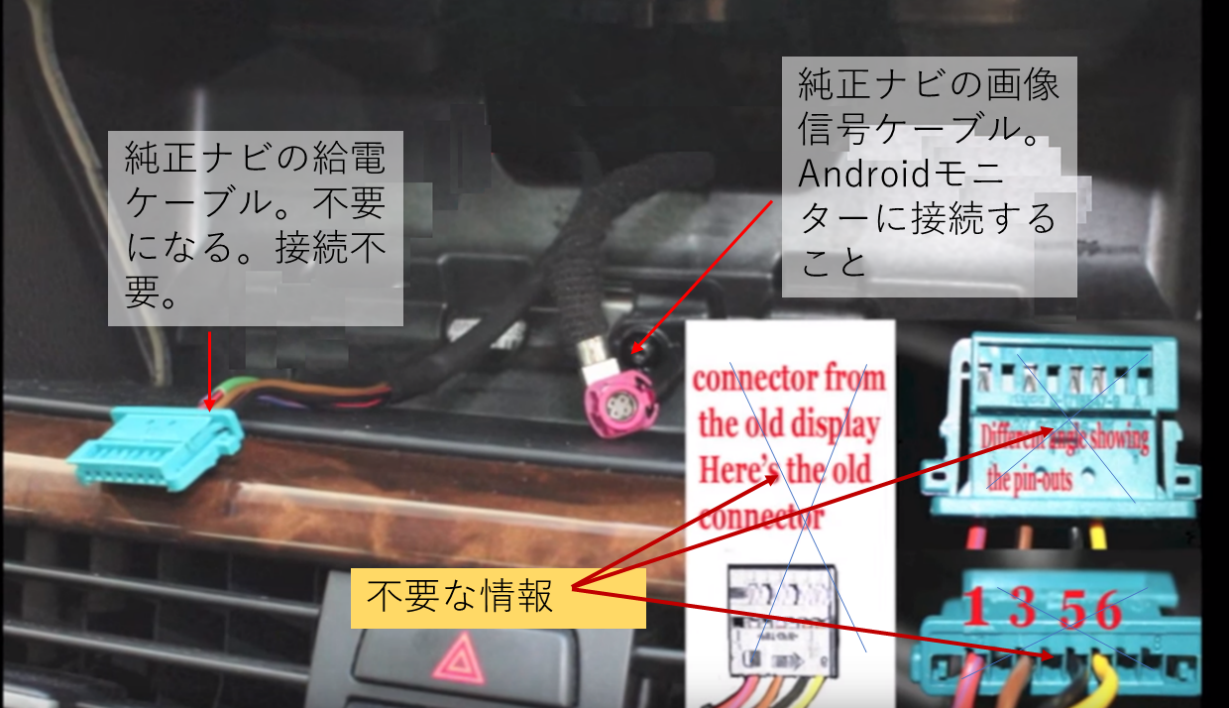 純正ナビの給電
ケーブル。不要
になる。接続不
要。
純正ナビの画像
信号ケーブル。
Androidモニ
ターに接続する
こと
connector from
the old display
Here's the old
connector
Different angle showing
the pin-outs
不要な情報
1 3 5 6